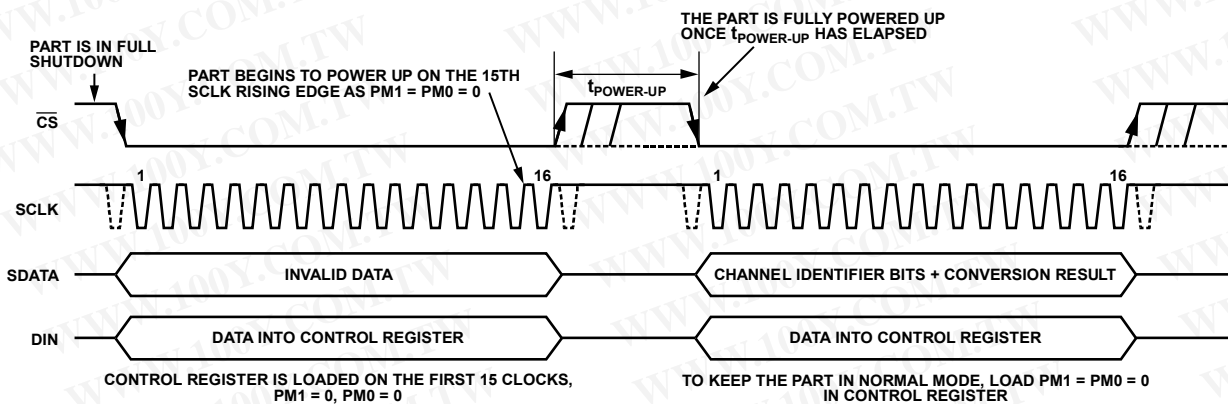 THE PART IS FULLY POWERED UP
ONCE tPOWER-UP HAS ELAPSED
PART IS IN FULL
SHUTDOWN
PART BEGINS TO POWER UP ON THE 15TH
SCLK RISING EDGE AS PM1 = PM0 = 0
tPOWER-UP
CS
1
16
1
16
SCLK
SDATA
INVALID DATA
CHANNEL IDENTIFIER BITS + CONVERSION RESULT
DIN
DATA INTO CONTROL REGISTER
DATA INTO CONTROL REGISTER
CONTROL REGISTER IS LOADED ON THE FIRST 15 CLOCKS,
PM1 = 0, PM0 = 0
TO KEEP THE PART IN NORMAL MODE, LOAD PM1 = PM0 = 0
IN CONTROL REGISTER
WWW.100Y.COM.TW